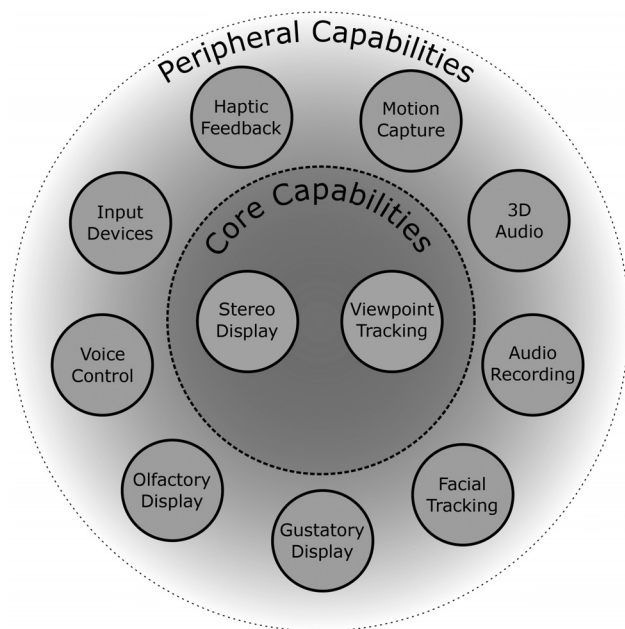 Peripheral Capabilities
Haptic
Feedback
Motion
Capture
Input
Devices
Core Capabilities
3D
Audio
Stereo
Display
Viewpoint
Tracking
Voice
Control
Audio
Recording
Olfactory
Display
Facial
Tracking
Gustatory
Display